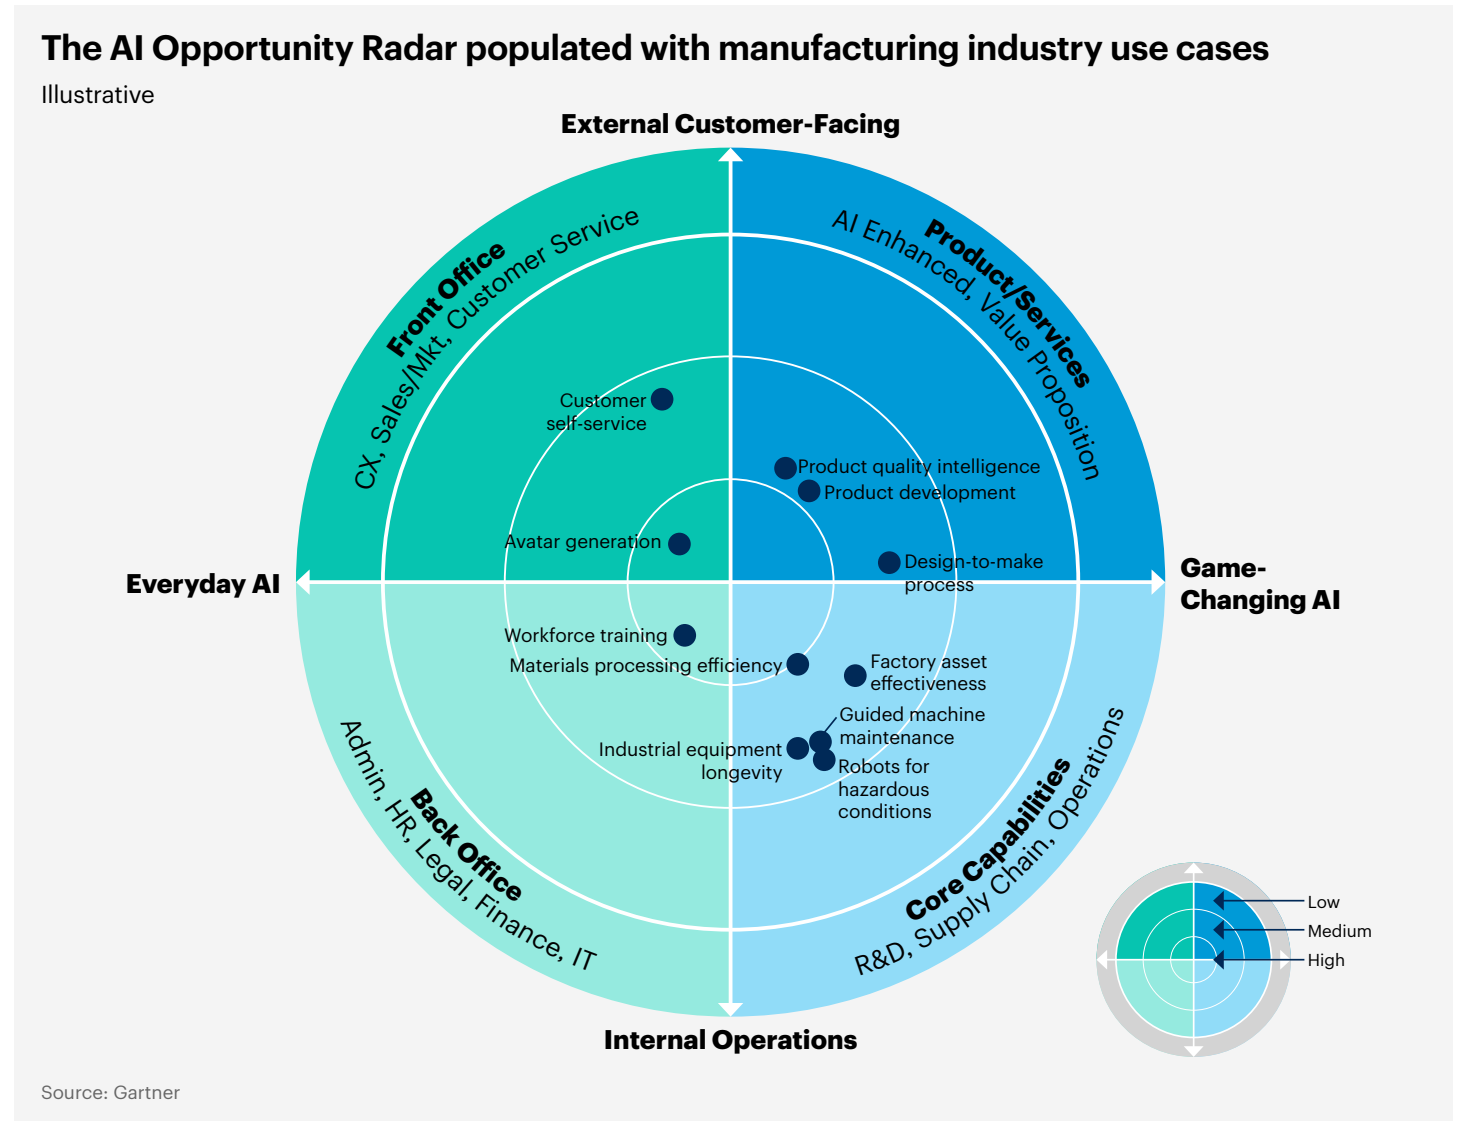 The AI Opportunity Radar populated with manufacturing industry use cases
Illustrative
External Customer-Facing
Front Office
CX, Sales/Mkt, Customer Service
Product/Services
AI Enhanced, Value Proposition
Customer
self-service
Product quality intelligence
Product development
Avatar generation
Design-to-make
process
Everyday AI
Game-
Changing AI
Workforce training
Materials processing efficiency
Factory asset
effectiveness
Guided machine
maintenance
Industrial equipment
longevity
Robots for
hazardous
conditions
Back Office
Admin, HR, Legal, Finance, IT
Core Capabilities
R&D, Supply Chain, Operations
Internal Operations
Low
Medium
High
Source: Gartner